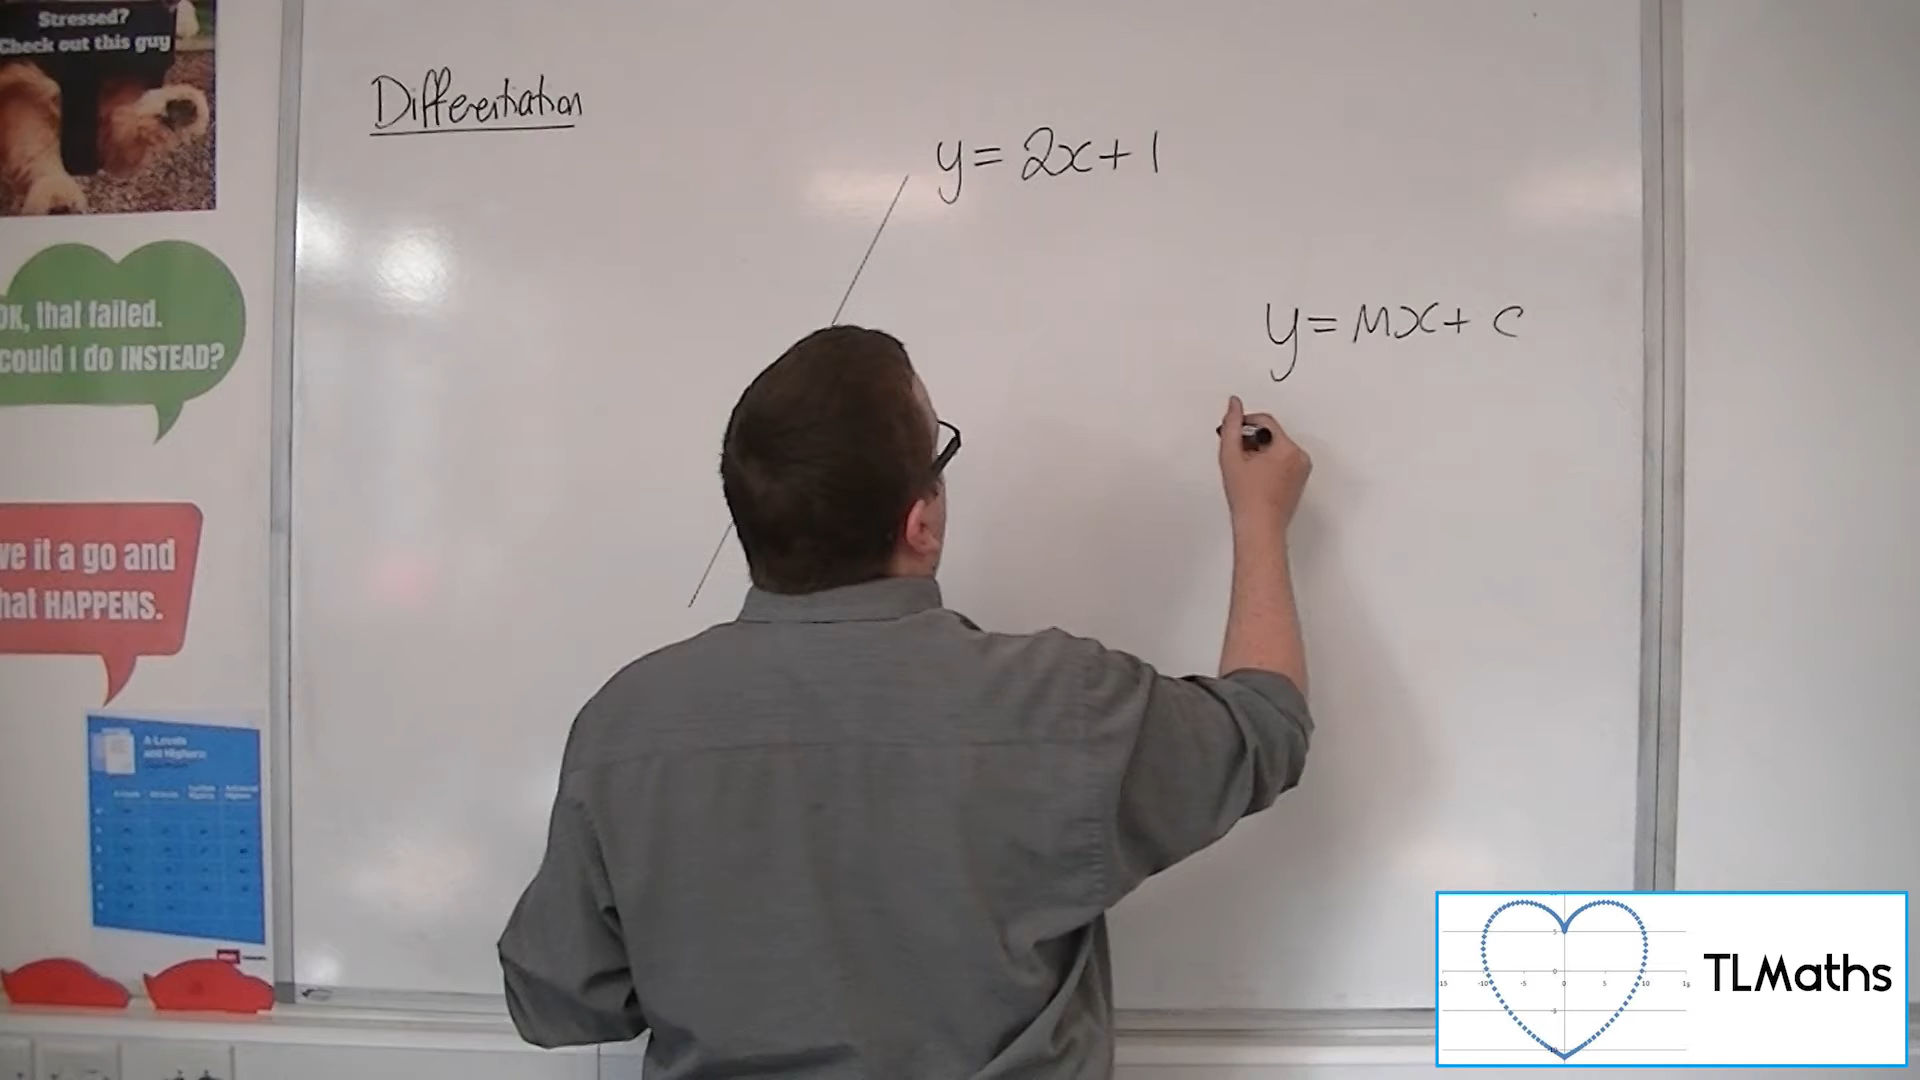 Stressed?
Check out this guy
Differentiation
y = 2x + 1
y = mx + c
OK, that failed.
could I do INSTEAD?
ve it a go and
hat HAPPENS.
A-Levels
and Highers
TLMaths